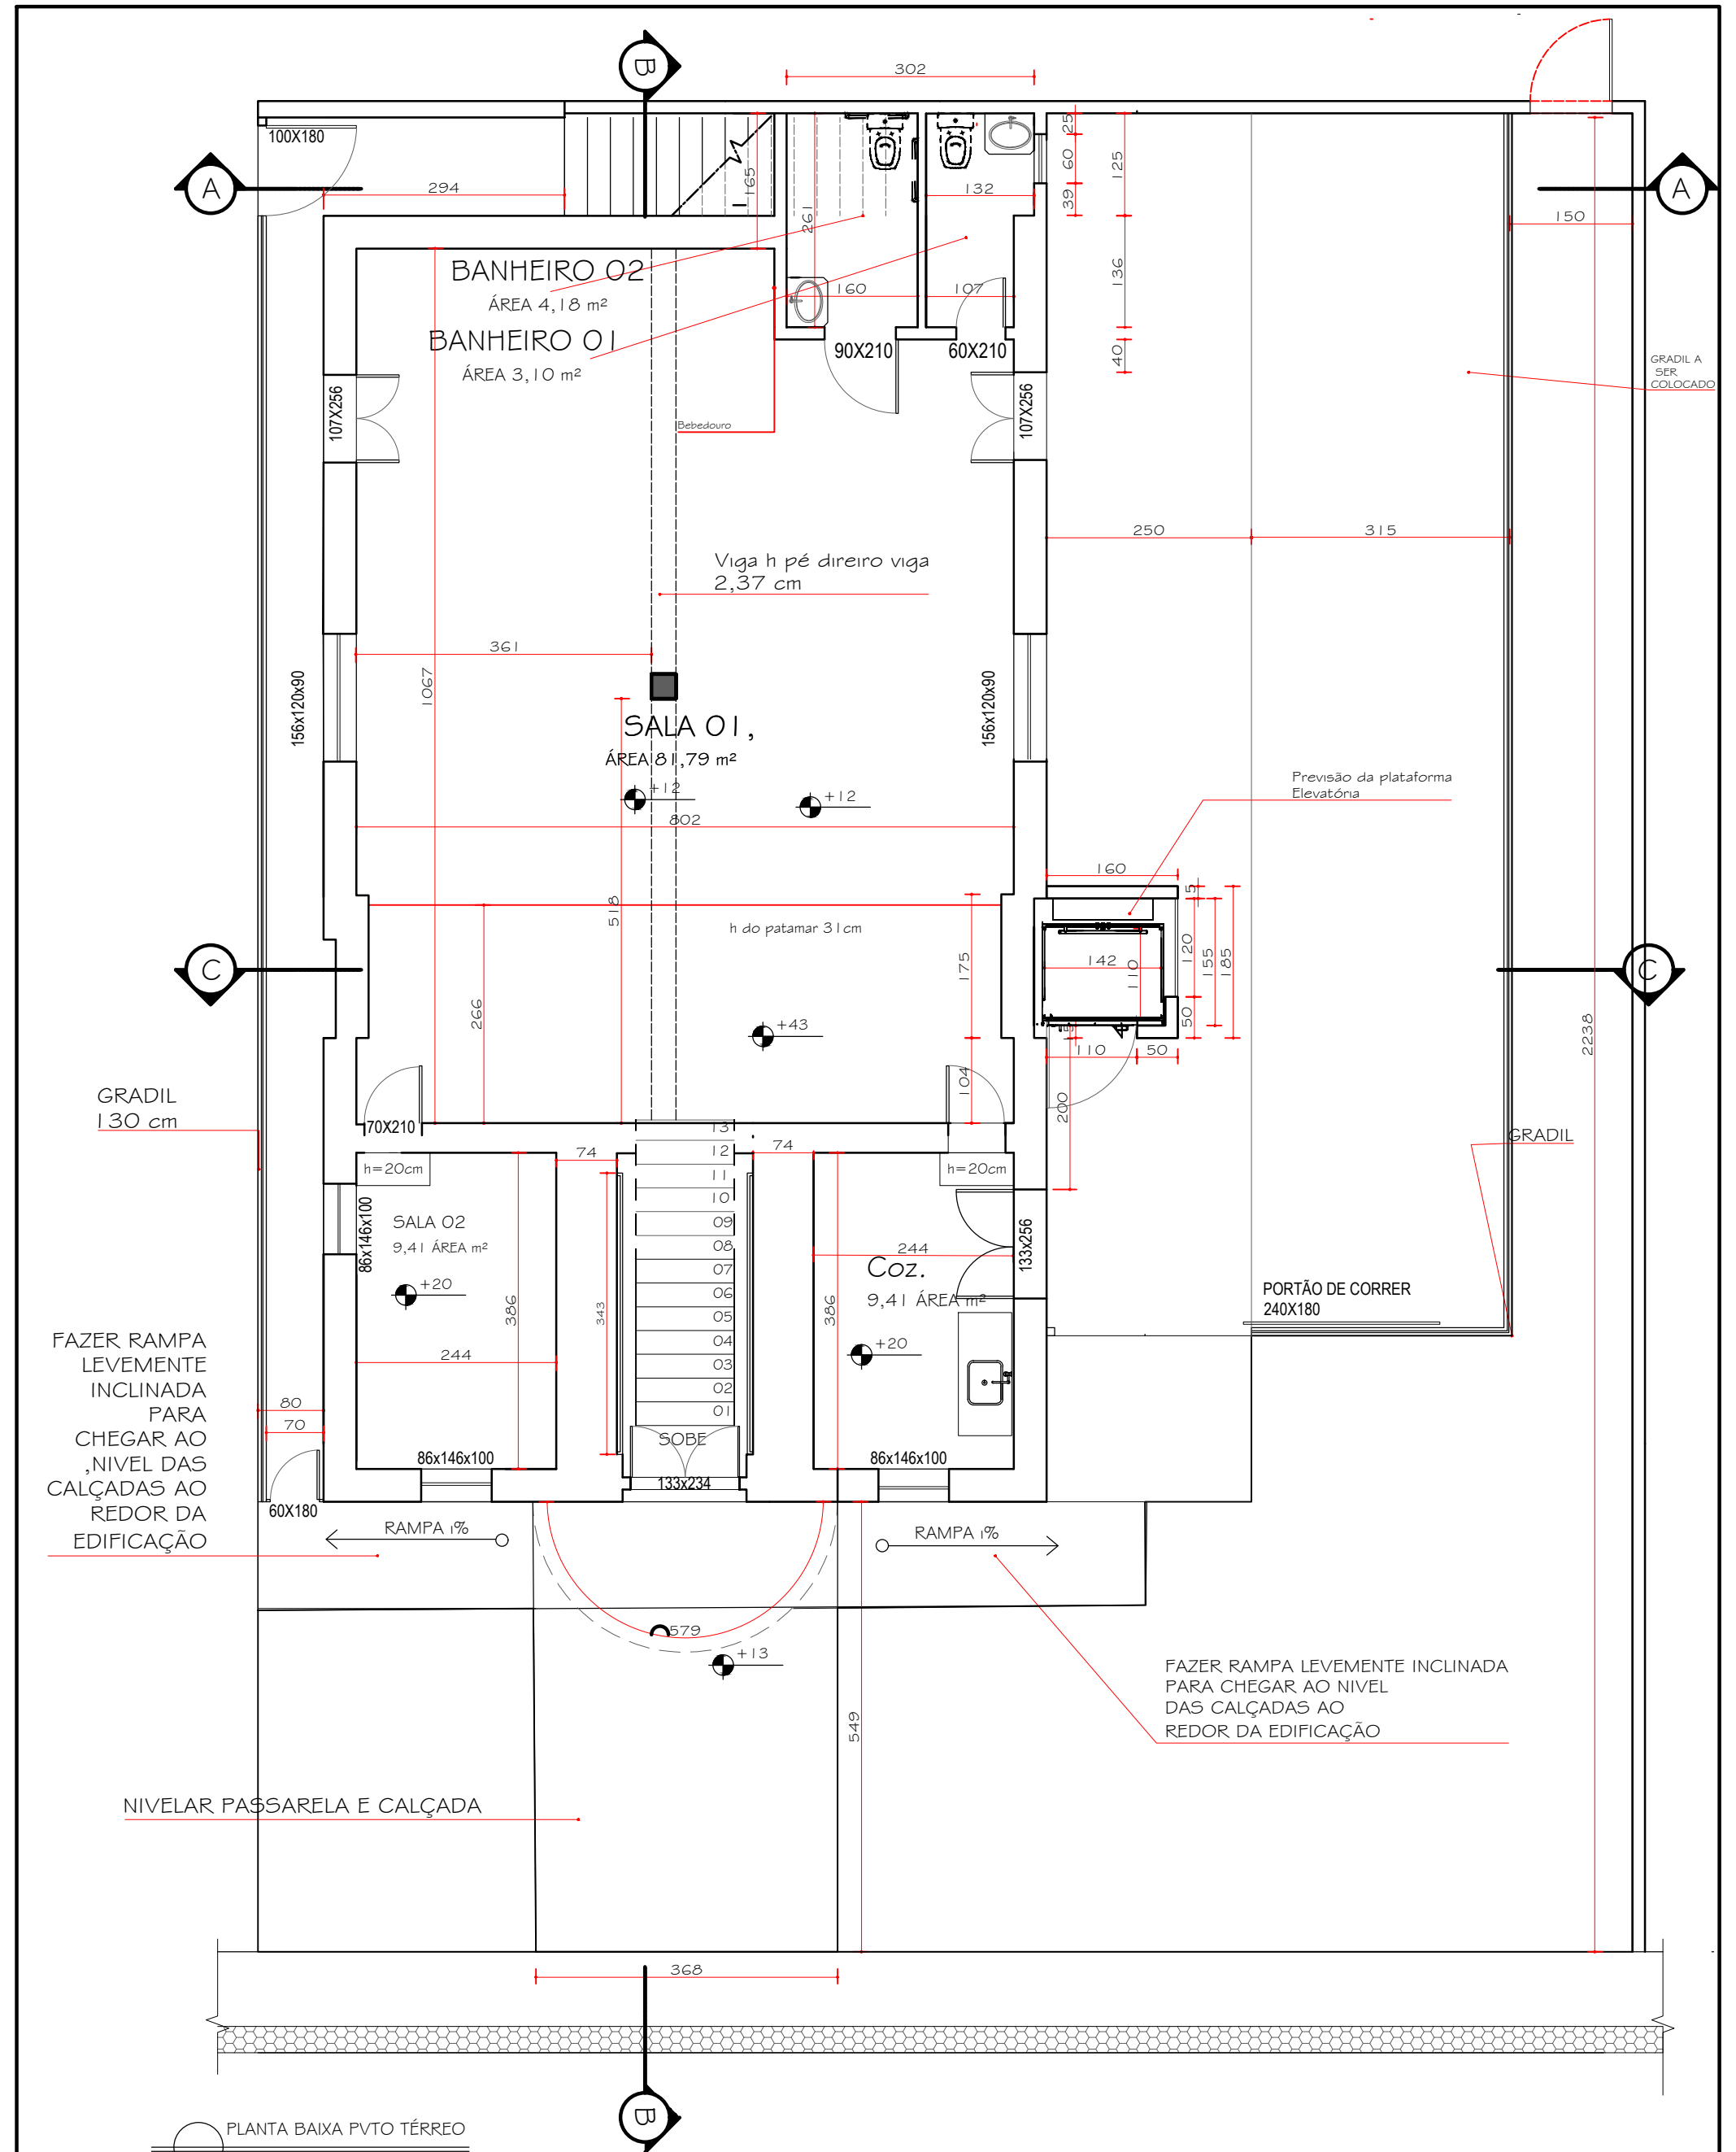 B
302
100X180
25
60
125
A
294
165
132
39
A
150
261
BANHEIRO 02
ÁREA 4,18 m²
160
107
136
BANHEIRO 01
ÁREA 3,10 m²
90X210
60X210
40
GRADIL A
SER
COLOCADO
107X256
107X256
Bebedouro
250
315
Viga h pé direiro viga
2,37 cm
361
1067
156x120x90
156x120x90
SALA 01,
ÁREA 81,79 m²
+12
+12
802
Previsão da plataforma
Elevatória
160
15
518
h do patamar 31cm
120
155
185
C
175
142
110
C
266
50
+43
2238
110
50
104
200
GRADIL
130 cm
70X210
13
GRADIL
74
12
74
h=20cm
11
h=20cm
10
86x146x100
SALA 02
09
9,41 ÁREA m²
08
244
133x256
07
Coz.
+20
06
9,41 ÁREA m²
PORTÃO DE CORRER
240X180
386
343
05
386
FAZER RAMPA
LEVEMENTE
INCLINADA
PARA
CHEGAR AO
,NIVEL DAS
CALÇADAS AO
REDOR DA
EDIFICAÇÃO
04
+20
244
03
02
80
01
70
SOBE
86x146x100
86x146x100
133x234
60X180
RAMPA 1%
RAMPA 1%
579
+13
FAZER RAMPA LEVEMENTE INCLINADA
PARA CHEGAR AO NIVEL
DAS CALÇADAS AO
REDOR DA EDIFICAÇÃO
549
NIVELAR PASSARELA E CALÇADA
368
B
PLANTA BAIXA PVTO TÉRREO